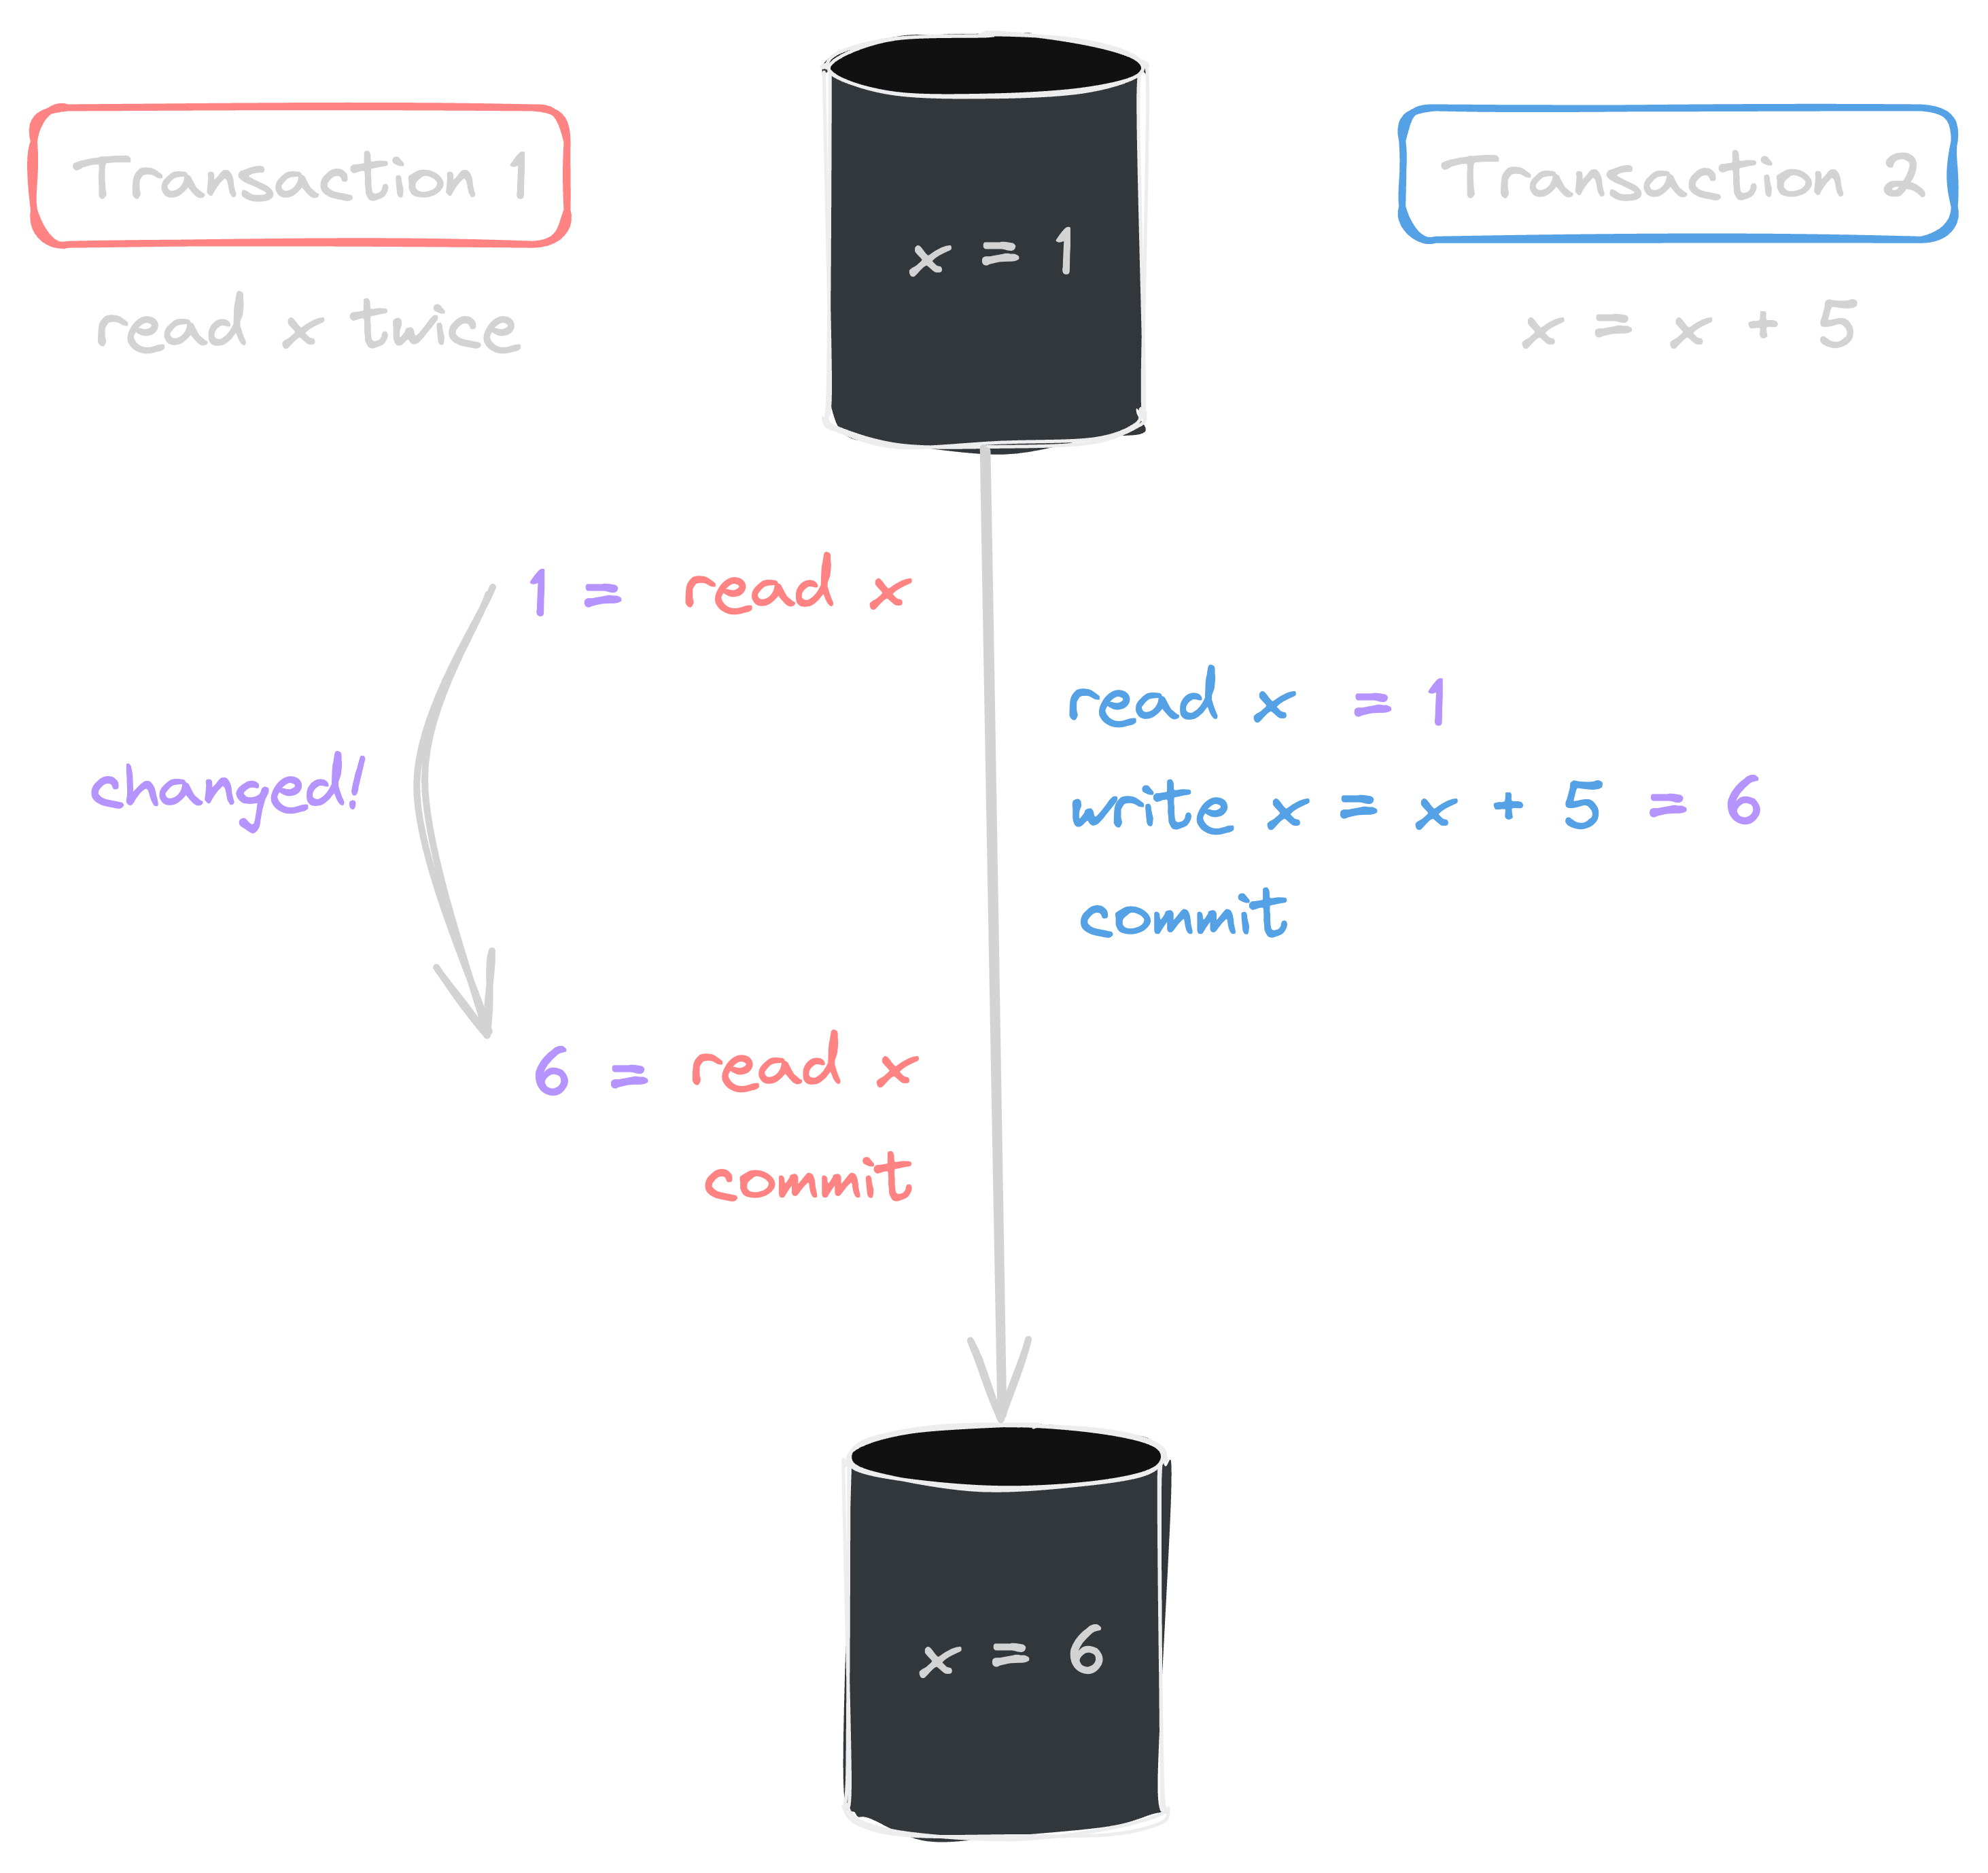 Transaction 1
read x twice
x = 1
Transaction 2
x = x + 5
1 = read x
read x = 1
changed!
write x = x + 5 = 6
commit
6 = read x
commit
x = 6